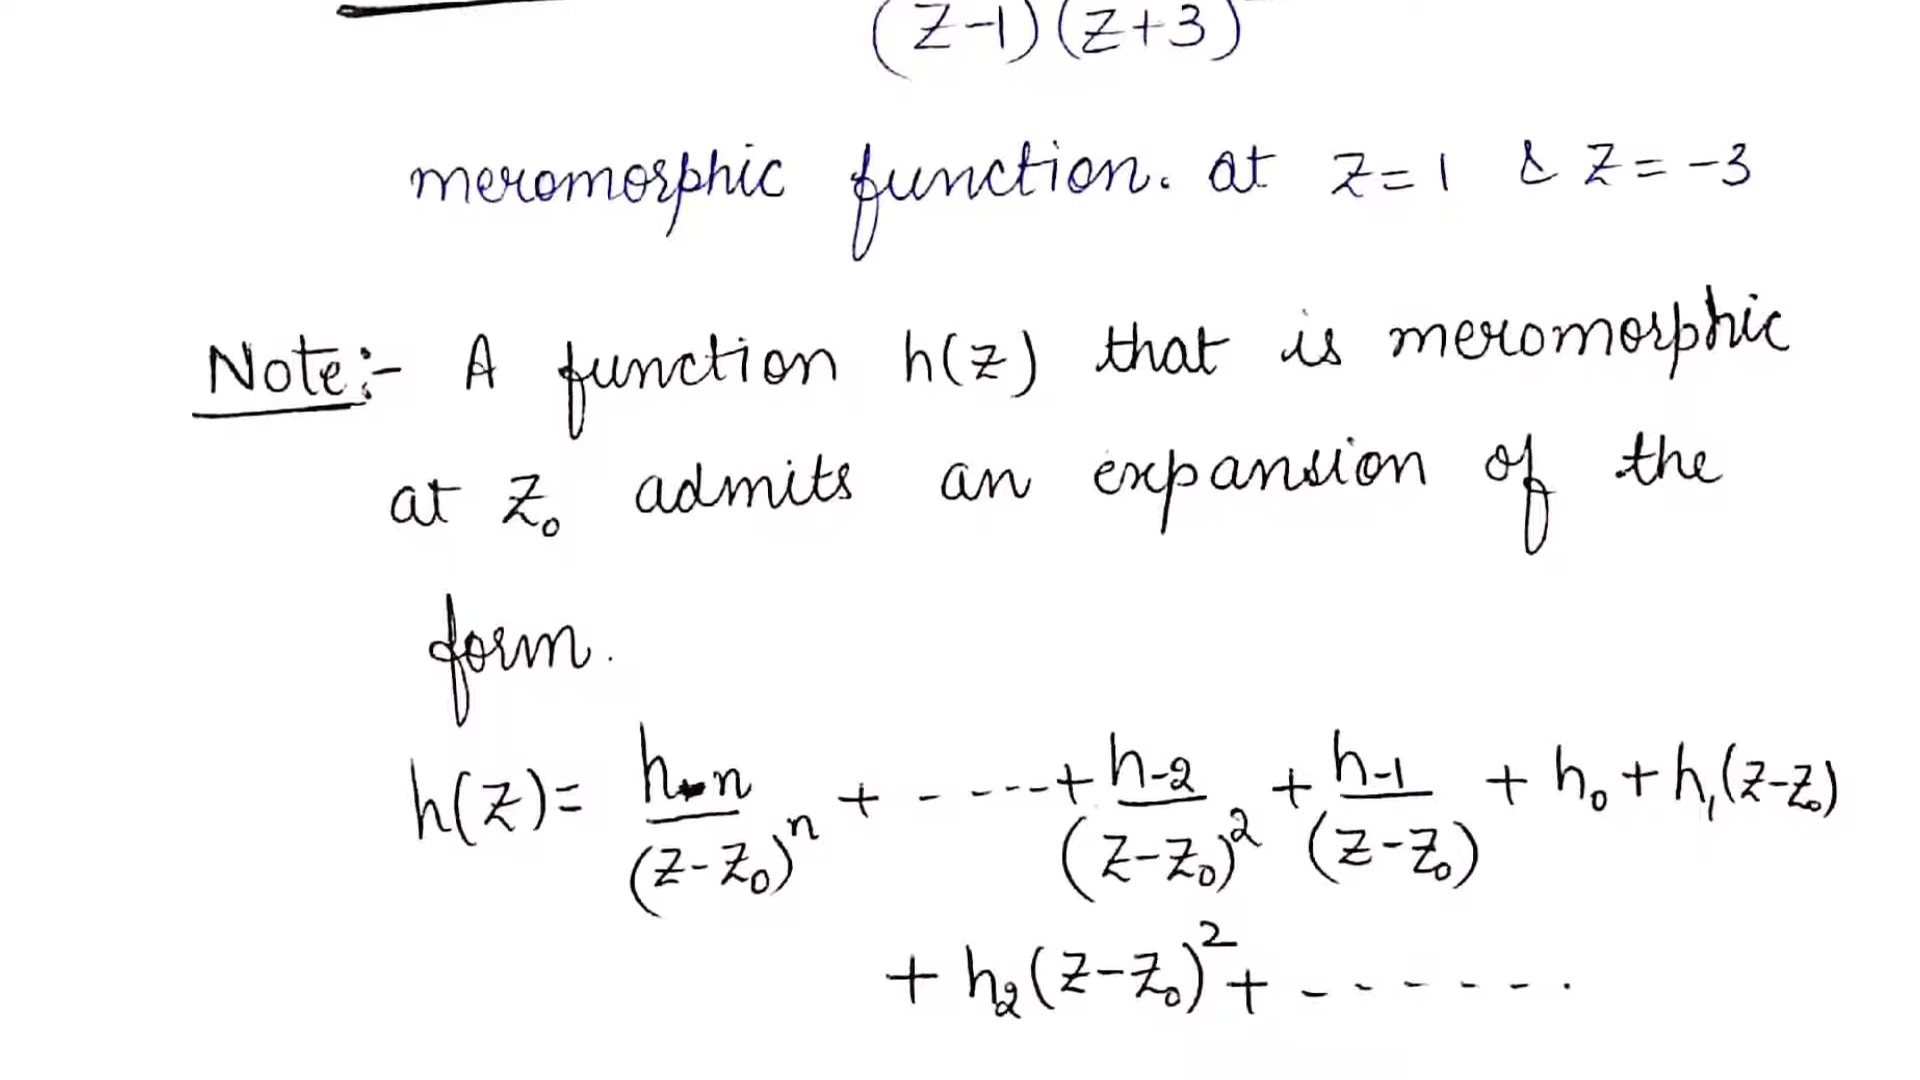 (z-1)(z+3)
meromorphic function. at z=1 & z=-3
Note:- A function h(z) that is meromorphic
at z₀ admits an expansion of the
form.
h(z)= h₋n/(z-z₀)ⁿ + - ---+ h₋₂/(z-z₀)² + h₋₁/(z-z₀) + h₀ + h₁(z-z₀)
+ h₂(z-z₀)² + - - - - - - .